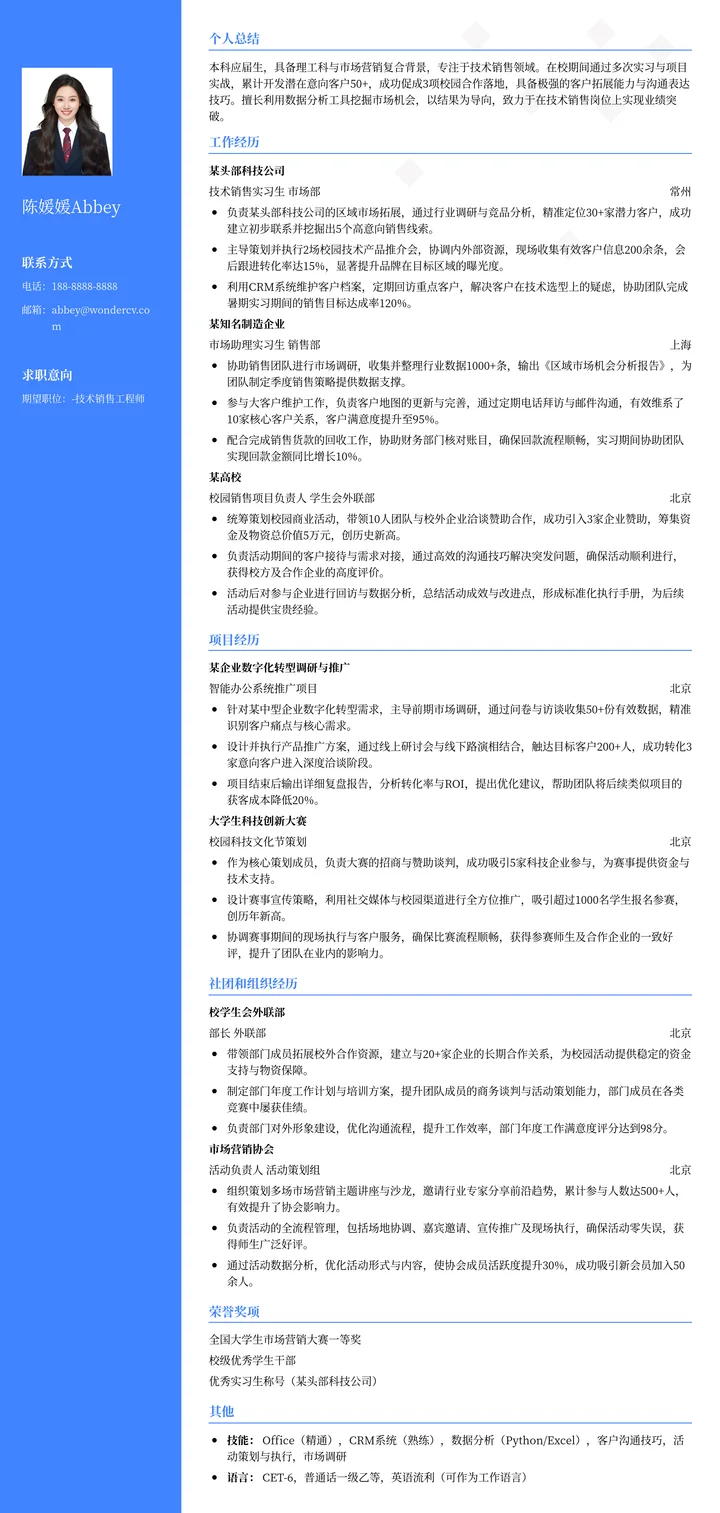 陈媛媛Abbey
联系方式
电话：188-8888-8888
邮箱：abbey@wondercv.co
m
求职意向
期望职位：-技术销售工程师
个人总结
本科应届生，具备理工科与市场营销复合背景，专注于技术销售领域。在校期间通过多次实习与项目
实战，累计开发潜在意向客户50+，成功促成3项校园合作落地，具备极强的客户拓展能力与沟通表达
技巧。擅长利用数据分析工具挖掘市场机会，以结果为导向，致力于在技术销售岗位上实现业绩突
破。
工作经历
某头部科技公司
技术销售实习生 市场部 常州
● 负责某头部科技公司的区域市场拓展，通过行业调研与竞品分析，精准定位30+家潜力客户，成功
建立初步联系并挖掘出5个高意向销售线索。
● 主导策划并执行2场校园技术产品推介会，协调内外部资源，现场收集有效客户信息200余条，会
后跟进转化率达15%，显著提升品牌在目标区域的曝光度。
● 利用CRM系统维护客户档案，定期回访重点客户，解决客户在技术选型上的疑虑，协助团队完成
暑期实习期间的销售目标达成率120%。
某知名制造企业
市场助理实习生 销售部 上海
● 协助销售团队进行市场调研，收集并整理行业数据1000+条，输出《区域市场机会分析报告》，为
团队制定季度销售策略提供数据支撑。
● 参与大客户维护工作，负责客户地图的更新与完善，通过定期电话拜访与邮件沟通，有效维系了
10家核心客户关系，客户满意度提升至95%。
● 配合完成销售货款的回收工作，协助财务部门核对账目，确保回款流程顺畅，实习期间协助团队
实现回款金额同比增长10%。
某高校
校园销售项目负责人 学生会外联部 北京
● 统筹策划校园商业活动，带领10人团队与校外企业洽谈赞助合作，成功引入3家企业赞助，筹集资
金及物资总价值5万元，创历史新高。
● 负责活动期间的客户接待与需求对接，通过高效的沟通技巧解决突发问题，确保活动顺利进行，
获得校方及合作企业的高度评价。
● 活动后对参与企业进行回访与数据分析，总结活动成效与改进点，形成标准化执行手册，为后续
活动提供宝贵经验。
项目经历
某企业数字化转型调研与推广
智能办公系统推广项目 北京
● 针对某中型企业数字化转型需求，主导前期市场调研，通过问卷与访谈收集50+份有效数据，精准
识别客户痛点与核心需求。
● 设计并执行产品推广方案，通过线上研讨会与线下路演相结合，触达目标客户200+人，成功转化3
家意向客户进入深度洽谈阶段。
● 项目结束后输出详细复盘报告，分析转化率与ROI，提出优化建议，帮助团队将后续类似项目的
获客成本降低20%。
大学生科技创新大赛
校园科技文化节策划 北京
● 作为核心策划成员，负责大赛的招商与赞助谈判，成功吸引5家科技企业参与，为赛事提供资金与
技术支持。
● 设计赛事宣传策略，利用社交媒体与校园渠道进行全方位推广，吸引超过1000名学生报名参赛，
创历年新高。
● 协调赛事期间的现场执行与客户服务，确保比赛流程顺畅，获得参赛师生及合作企业的一致好
评，提升了团队在业内的影响力。
社团和组织经历
校学生会外联部
部长 外联部 北京
● 带领部门成员拓展校外合作资源，建立与20+家企业的长期合作关系，为校园活动提供稳定的资金
支持与物资保障。
● 制定部门年度工作计划与培训方案，提升团队成员的商务谈判与活动策划能力，部门成员在各类
竞赛中屡获佳绩。
● 负责部门对外形象建设，优化沟通流程，提升工作效率，部门年度工作满意度评分达到98分。
市场营销协会
活动负责人 活动策划组 北京
● 组织策划多场市场营销主题讲座与沙龙，邀请行业专家分享前沿趋势，累计参与人数达500+人，
有效提升了协会影响力。
● 负责活动的全流程管理，包括场地协调、嘉宾邀请、宣传推广及现场执行，确保活动零失误，获
得师生广泛好评。
● 通过活动数据分析，优化活动形式与内容，使协会成员活跃度提升30%，成功吸引新会员加入50
余人。
荣誉奖项
全国大学生市场营销大赛一等奖
校级优秀学生干部
优秀实习生称号（某头部科技公司）
其他
● 技能： Office（精通），CRM系统（熟练），数据分析（Python/Excel），客户沟通技巧，活
动策划与执行，市场调研
● 语言： CET-6，普通话一级乙等，英语流利（可作为工作语言）